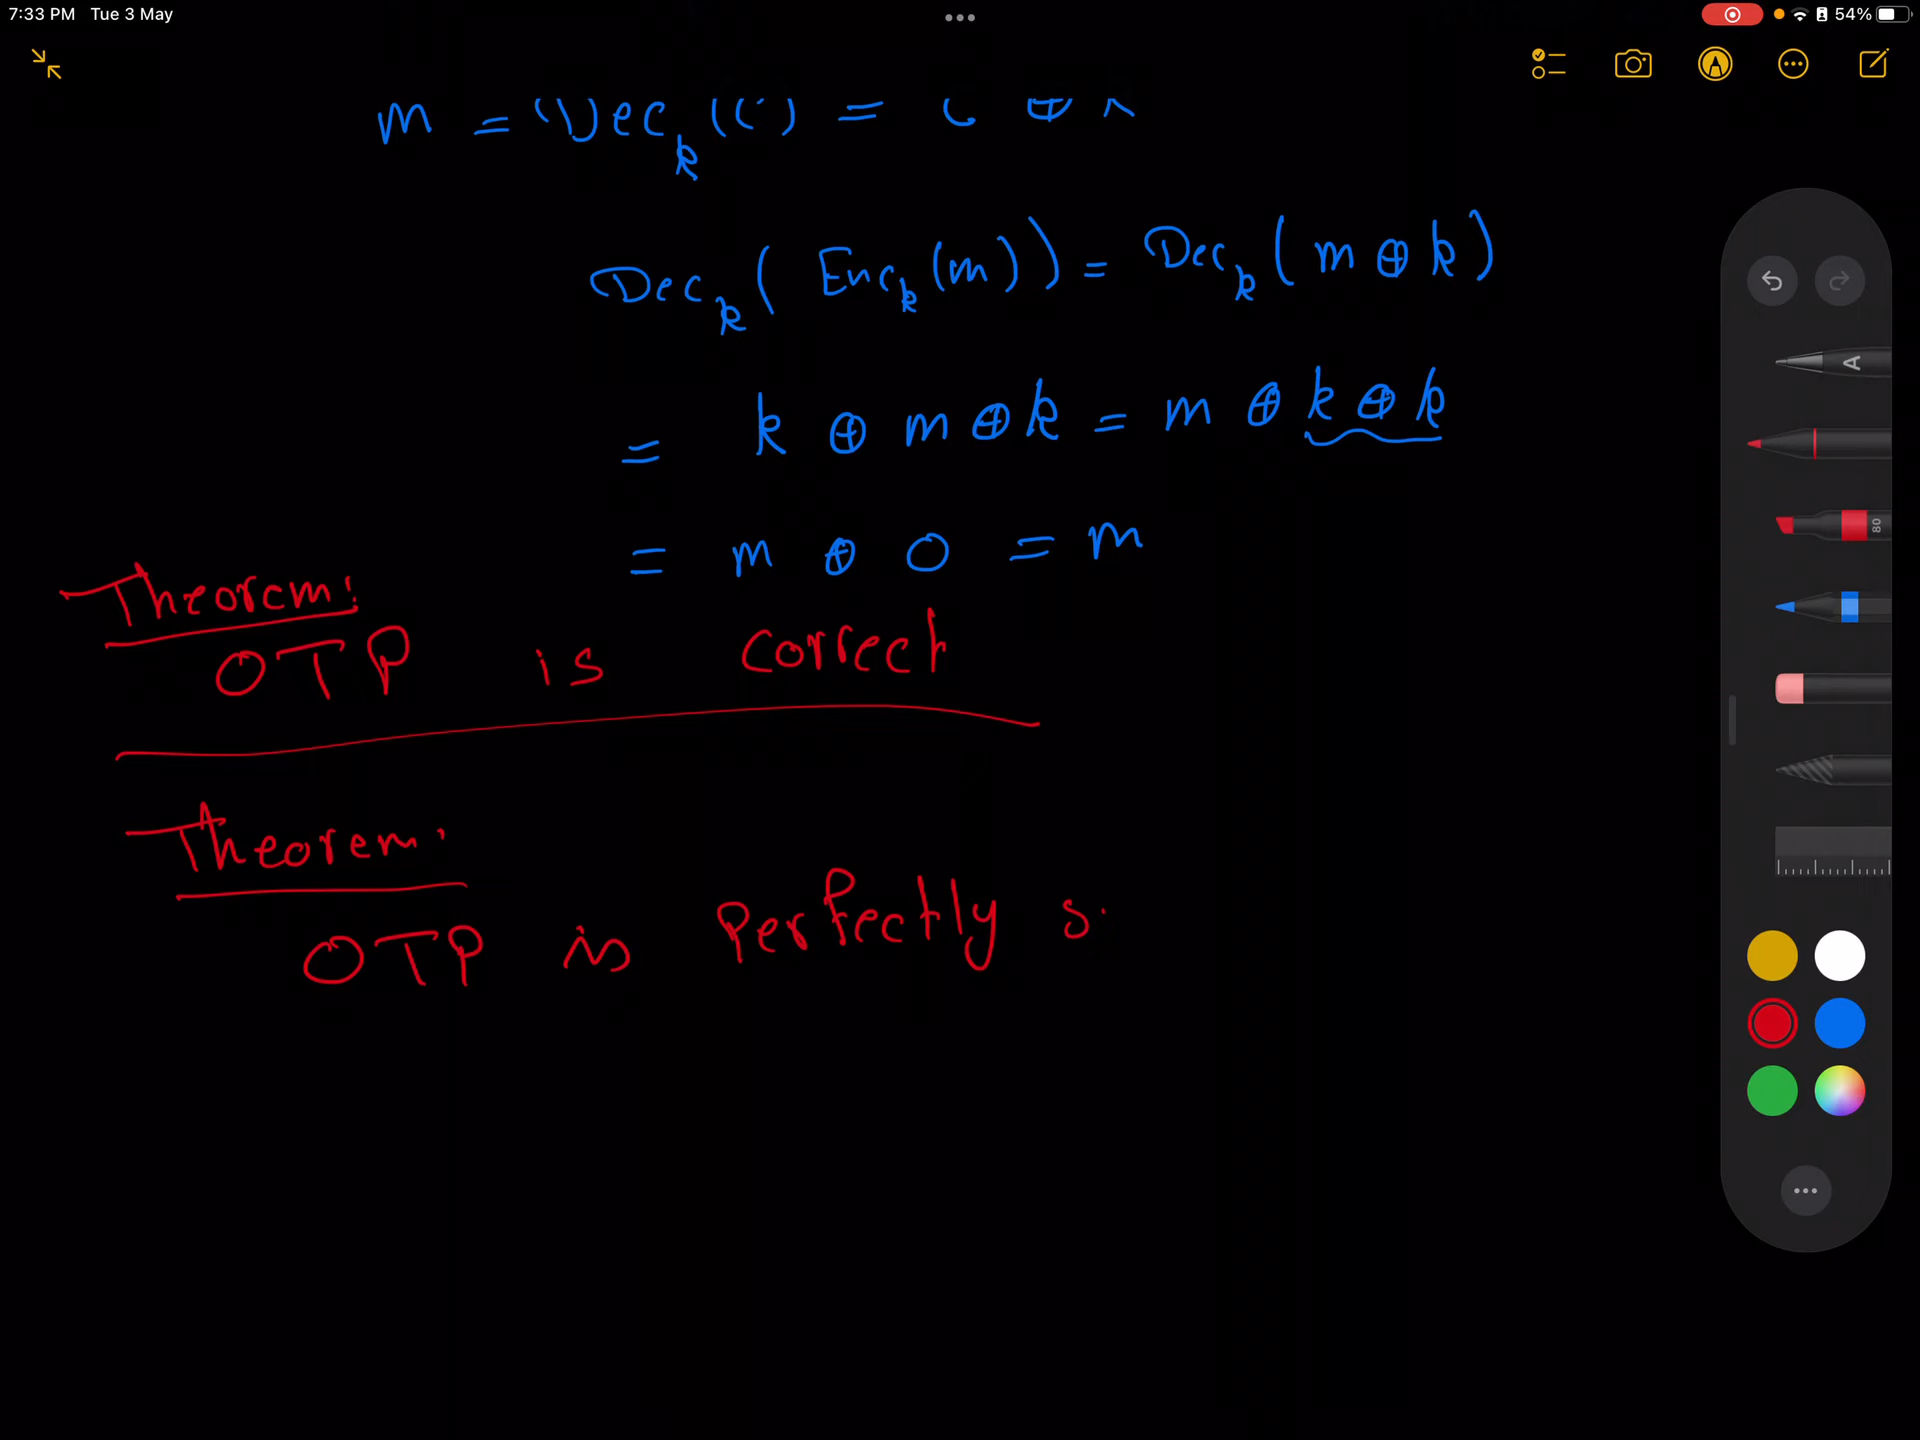 7:33 PM Tue 3 May 54%
m = Dec_k(C) = C ⊕ k
Dec_k( Enc_k(m)) = Dec_k( m ⊕ k)
= k ⊕ m ⊕ k = m ⊕ k ⊕ k
= m ⊕ 0 = m
Theorem:
OTP is correct
Theorem:
OTP is Perfectly s
A
80